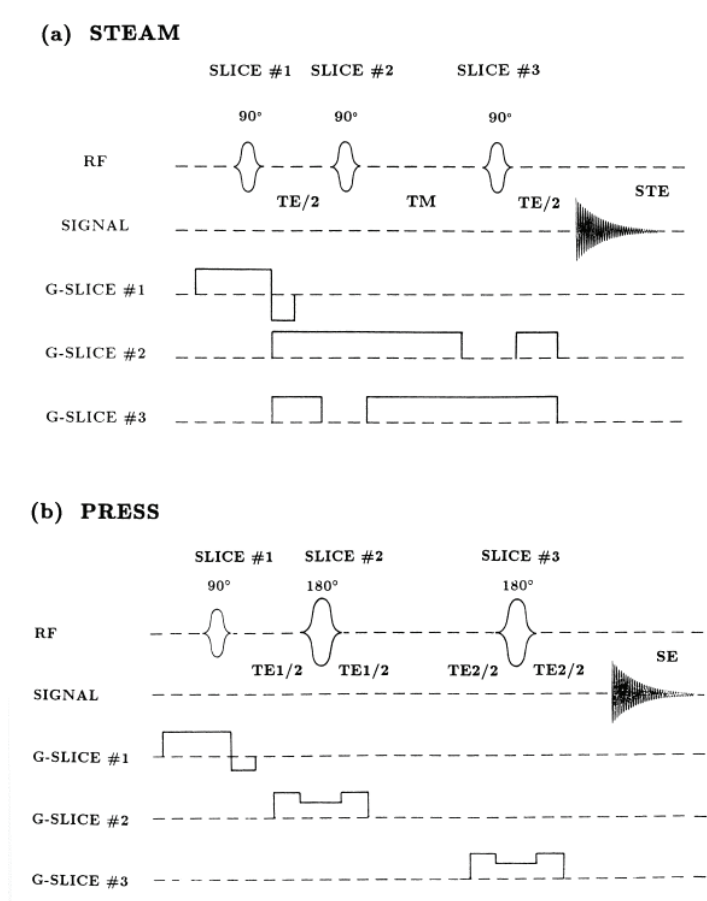 (a) STEAM
SLICE #1 SLICE #2 SLICE #3
90° 90° 90°
RF
TE/2 TM TE/2 STE
SIGNAL
G-SLICE #1
G-SLICE #2
G-SLICE #3
(b) PRESS
SLICE #1 SLICE #2 SLICE #3
90° 180° 180°
RF
TE1/2 TE1/2 TE2/2 TE2/2 SE
SIGNAL
G-SLICE #1
G-SLICE #2
G-SLICE #3